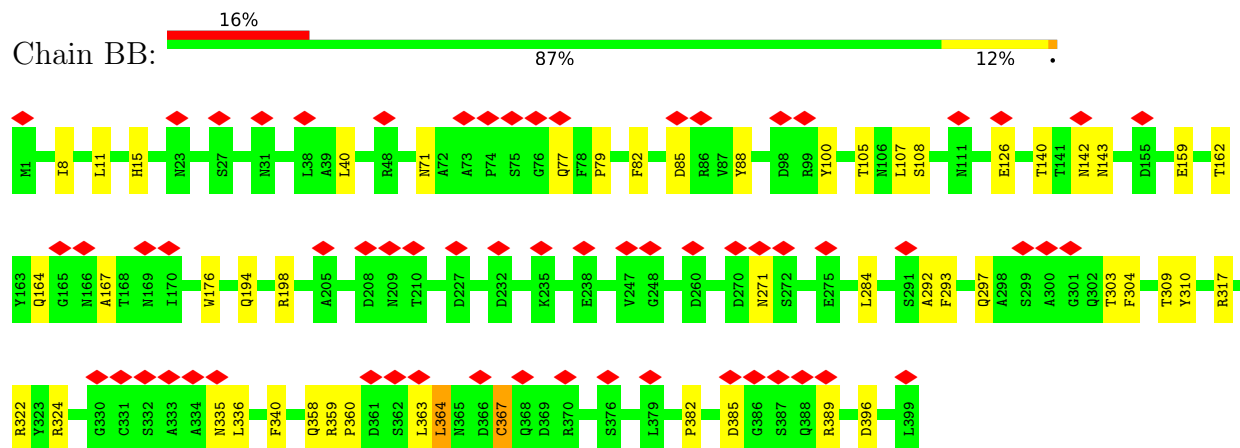 16%
Chain BB:
87% 12% •
M1 I8 L11 H15 N23 S27 N31 L38 A39 L40 R48 N71 A72 A73 P74 S75 G76 Q77 F78 P79 F82 D85 R86 V87 Y88 D98 R99 Y100 T105 N106 L107 S108 N111 E126 T140 T141 N142 N143 D155 E159 T162
Y163 Q164 G165 N166 A167 T168 N169 I170 W176 Q194 R198 A205 D208 N209 T210 D227 D232 K235 E238 V247 G248 D260 D270 N271 S272 E275 L284 S291 A292 F293 Q297 A298 S299 A300 G301 Q302 T303 F304 T309 Y310 R317
R322 Y323 R324 G330 C331 S332 A333 A334 N335 L336 F340 Q358 R359 P360 D361 S362 L363 L364 N365 D366 C367 Q368 D369 R370 S376 L379 P382 D385 G386 S387 Q388 R389 D396 L399